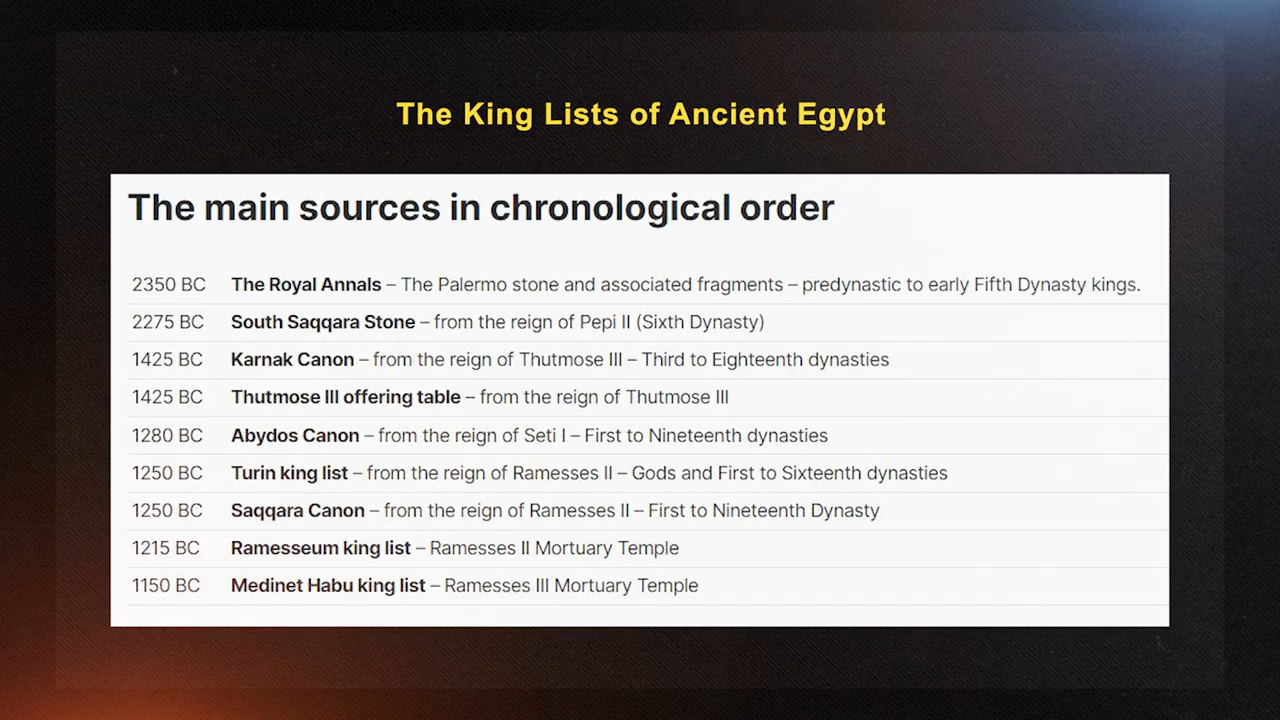 The King Lists of Ancient Egypt
The main sources in chronological order
2350 BC The Royal Annals – The Palermo stone and associated fragments – predynastic to early Fifth Dynasty kings.
2275 BC South Saqqara Stone – from the reign of Pepi II (Sixth Dynasty)
1425 BC Karnak Canon – from the reign of Thutmose III – Third to Eighteenth dynasties
1425 BC Thutmose III offering table – from the reign of Thutmose III
1280 BC Abydos Canon – from the reign of Seti I – First to Nineteenth dynasties
1250 BC Turin king list – from the reign of Ramesses II – Gods and First to Sixteenth dynasties
1250 BC Saqqara Canon – from the reign of Ramesses II – First to Nineteenth Dynasty
1215 BC Ramesseum king list – Ramesses II Mortuary Temple
1150 BC Medinet Habu king list – Ramesses III Mortuary Temple